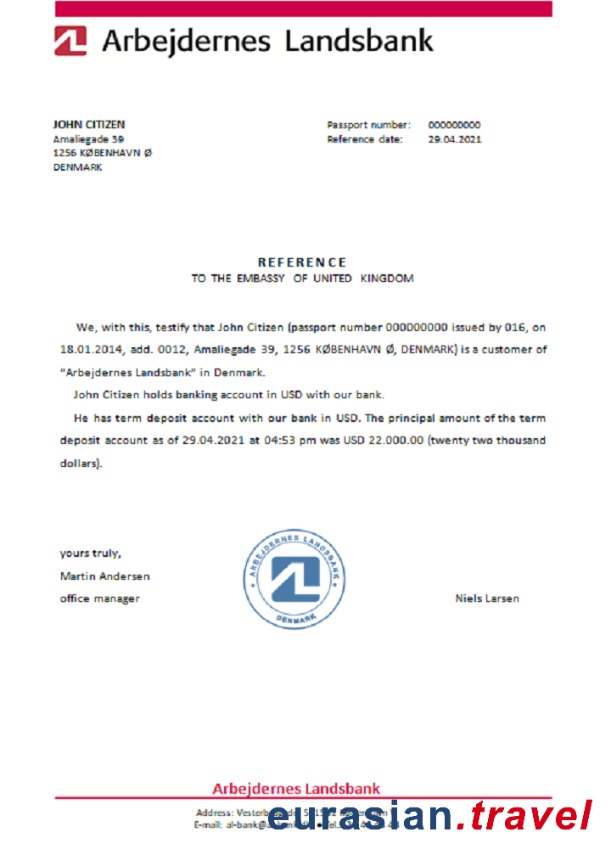 Arbejdernes Landsbank
JOHN CITIZEN
Amaliegade 39
1256 KØBENHAVN Ø
DENMARK
Passport number: 000000000
Reference date: 29.04.2021
REFERENCE
TO THE EMBASSY OF UNITED KINGDOM
We, with this, testify that John Citizen (passport number 000000000 issued by 016, on
18.01.2014, add. 0012, Amaliegade 39, 1256 KØBENHAVN Ø, DENMARK) is a customer of
“Arbejdernes Landsbank” in Denmark.
John Citizen holds banking account in USD with our bank.
He has term deposit account with our bank in USD. The principal amount of the term
deposit account as of 29.04.2021 at 04:53 pm was USD 22.000.00 (twenty two thousand
dollars).
yours truly,
Martin Andersen
office manager
ARBEJDERNES LANDSBANK
DENMARK
Niels Larsen
Arbejdernes Landsbank
Address:
E-mail:
eurasian.travel